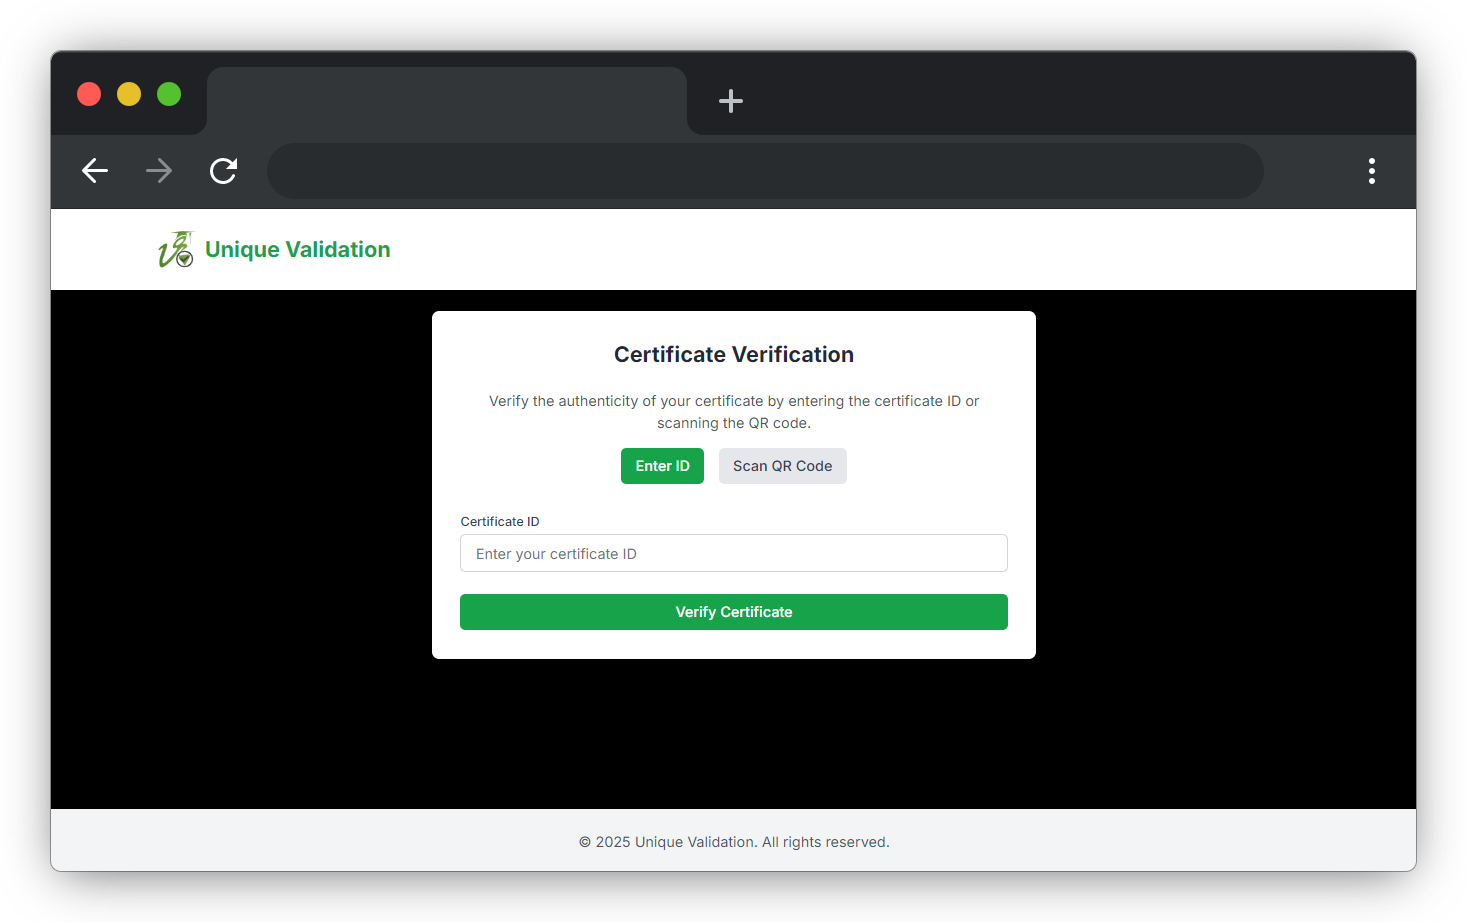 Unique Validation
Certificate Verification
Verify the authenticity of your certificate by entering the certificate ID or
scanning the QR code.
Enter ID
Scan QR Code
Certificate ID
Enter your certificate ID
Verify Certificate
© 2025 Unique Validation. All rights reserved.